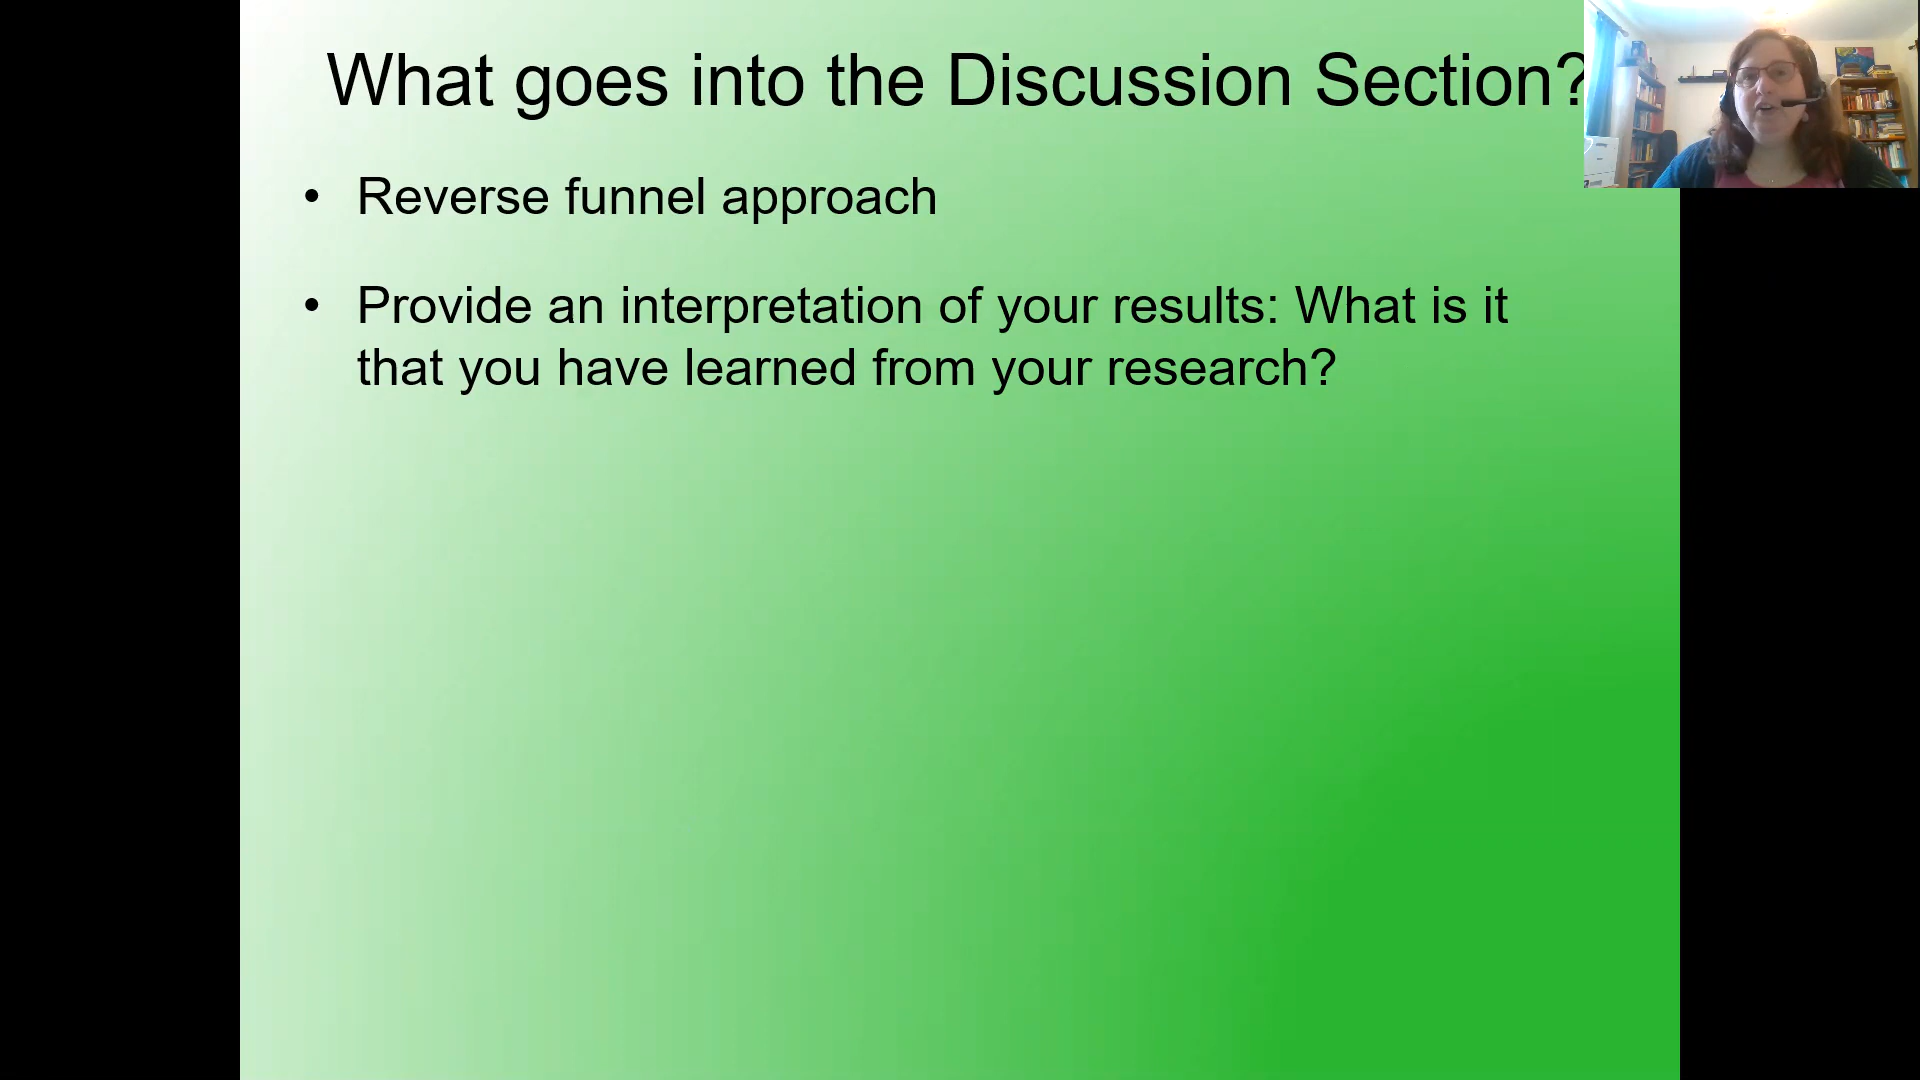 What goes into the Discussion Section?
• Reverse funnel approach
• Provide an interpretation of your results: What is it
that you have learned from your research?